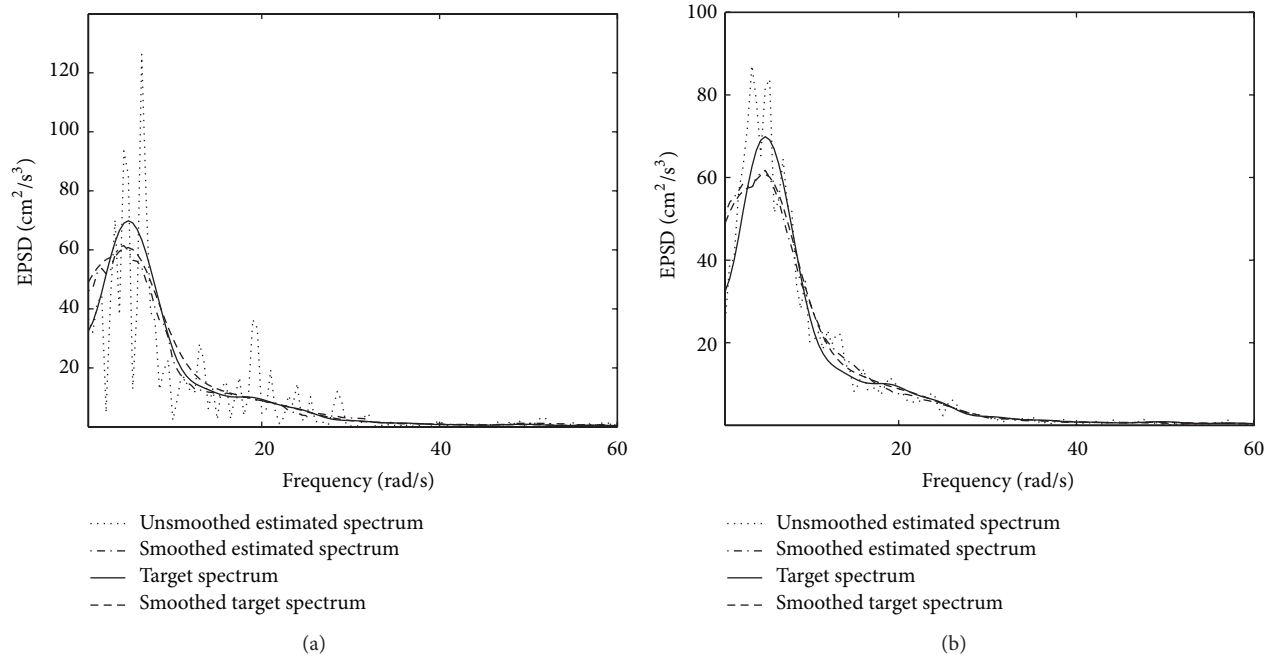 120
100
80
60
40
20
EPSD (cm²/s³)
20
40
60
Frequency (rad/s)
Unsmoothed estimated spectrum
Smoothed estimated spectrum
Target spectrum
Smoothed target spectrum
(a)
100
80
60
40
20
EPSD (cm²/s³)
20
40
60
Frequency (rad/s)
Unsmoothed estimated spectrum
Smoothed estimated spectrum
Target spectrum
Smoothed target spectrum
(b)